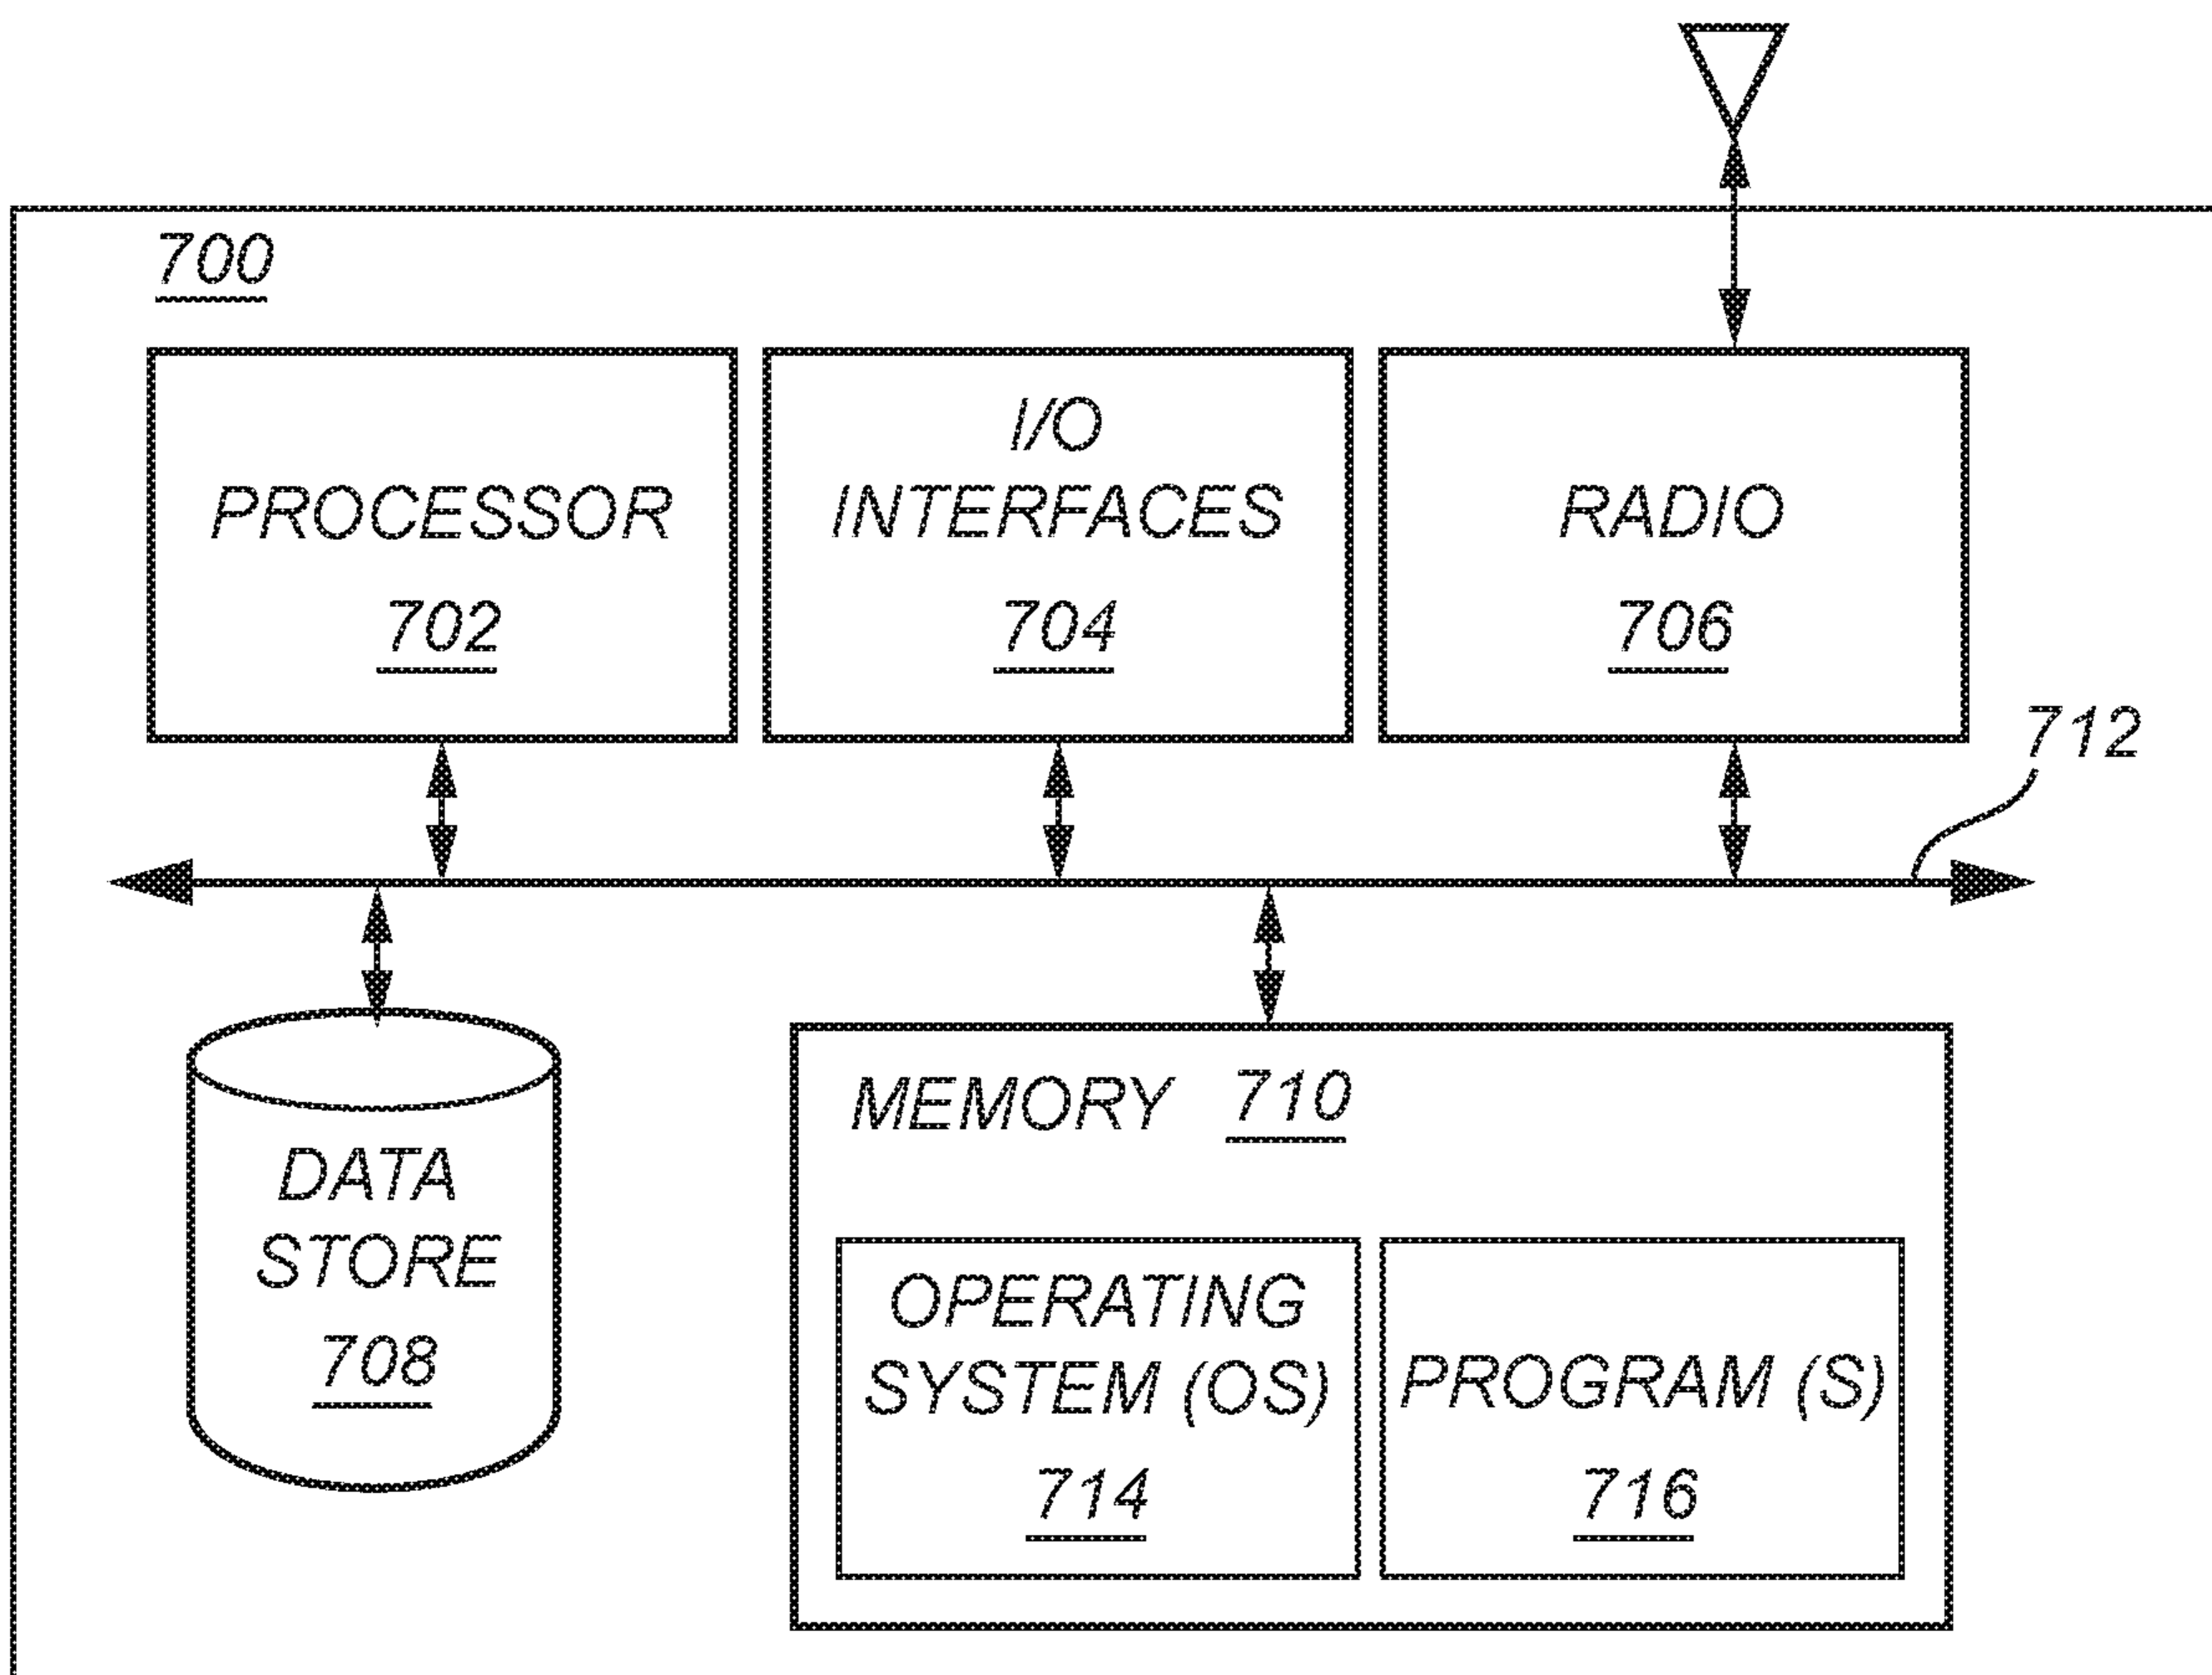 700
PROCESSOR
702
I/O
INTERFACES
704
RADIO
706
712
DATA
STORE
708
MEMORY 710
OPERATING
SYSTEM (OS)
714
PROGRAM (S)
716